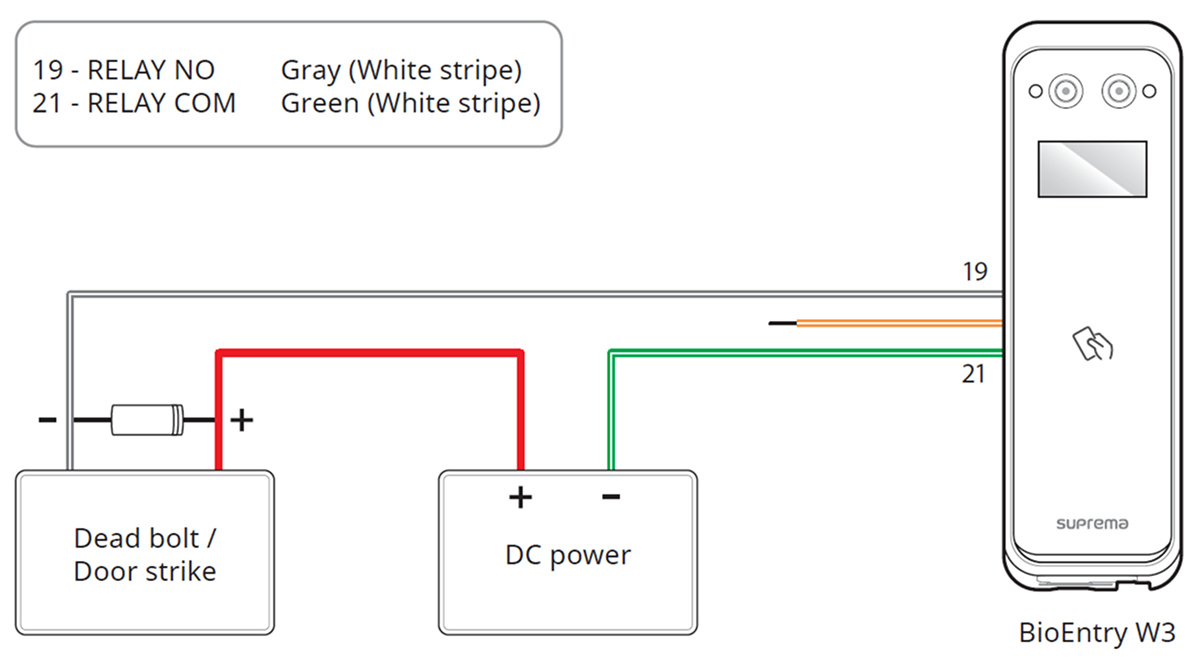 19 - RELAY NO Gray (White stripe)
21 - RELAY COM Green (White stripe)
19
21
- +
+ -
Dead bolt /
Door strike
DC power
suprema
BioEntry W3